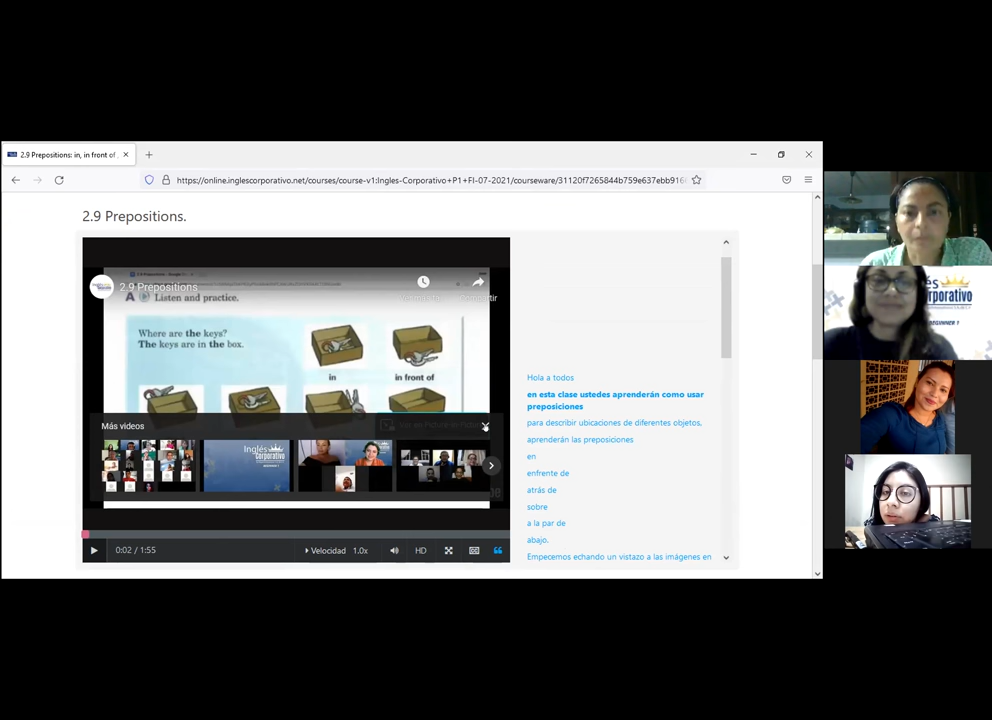 2.9 Prepositions: in, in front of
https://online.inglescorporativo.net/courses/course-v1:Ingles-Corporativo+P1+FI-07-2021/courseware/31120f7265844b759e637ebb916
2.9 Prepositions.
2.9 Prepositions
A Listen and practice.
Where are the keys?
The keys are in the box.
in
in front of
Más videos
Inglés
Corporativo
BEGINNER 1
0:02 / 1:55
Velocidad 1.0x
HD
Hola a todos
en esta clase ustedes aprenderán como usar
preposiciones
para describir ubicaciones de diferentes objetos,
aprenderán las preposiciones
en
enfrente de
atrás de
sobre
a la par de
abajo.
Empecemos echando un vistazo a las imágenes en
BEGINNER 1